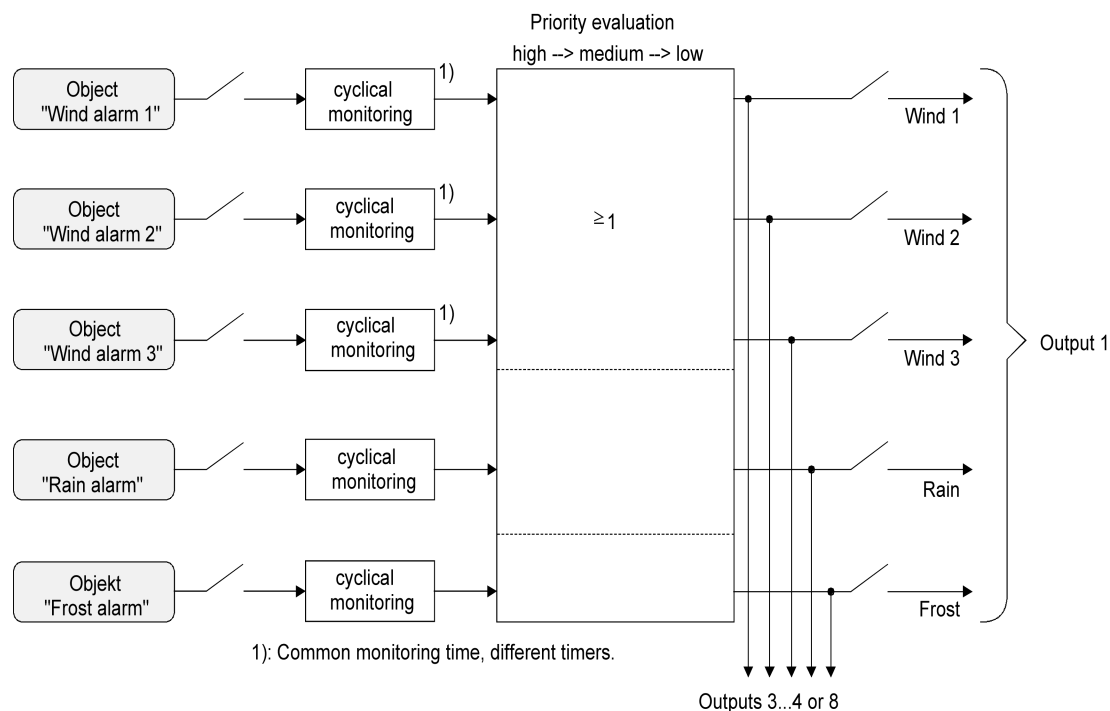 Priority evaluation
high --> medium --> low
Object
"Wind alarm 1"
cyclical
monitoring
1)
Wind 1
Object
"Wind alarm 2"
cyclical
monitoring
1)
≥1
Wind 2
Object
"Wind alarm 3"
cyclical
monitoring
1)
Wind 3
Output 1
Object
"Rain alarm"
cyclical
monitoring
Rain
Objekt
"Frost alarm"
cyclical
monitoring
Frost
1): Common monitoring time, different timers.
Outputs 3...4 or 8